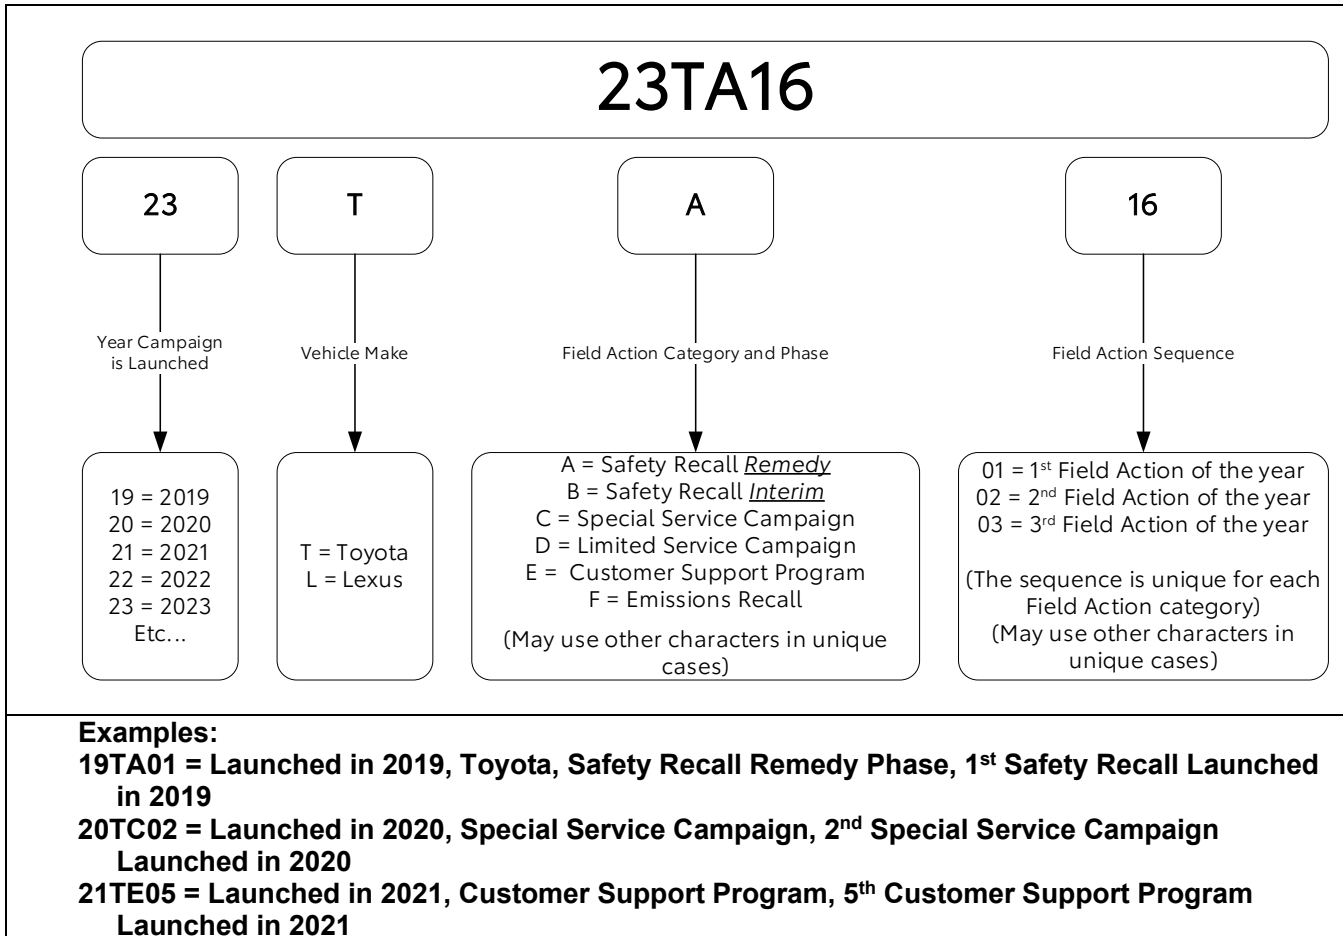 23TA16
23
T
A
16
Year Campaign
is Launched
Vehicle Make
Field Action Category and Phase
Field Action Sequence
19 = 2019
20 = 2020
21 = 2021
22 = 2022
23 = 2023
Etc...
T = Toyota
L = Lexus
A = Safety Recall Remedy
B = Safety Recall Interim
C = Special Service Campaign
D = Limited Service Campaign
E = Customer Support Program
F = Emissions Recall
(May use other characters in unique
cases)
01 = 1st Field Action of the year
02 = 2nd Field Action of the year
03 = 3rd Field Action of the year
(The sequence is unique for each
Field Action category)
(May use other characters in
unique cases)
Examples:
19TA01 = Launched in 2019, Toyota, Safety Recall Remedy Phase, 1st Safety Recall Launched
in 2019
20TC02 = Launched in 2020, Special Service Campaign, 2nd Special Service Campaign
Launched in 2020
21TE05 = Launched in 2021, Customer Support Program, 5th Customer Support Program
Launched in 2021